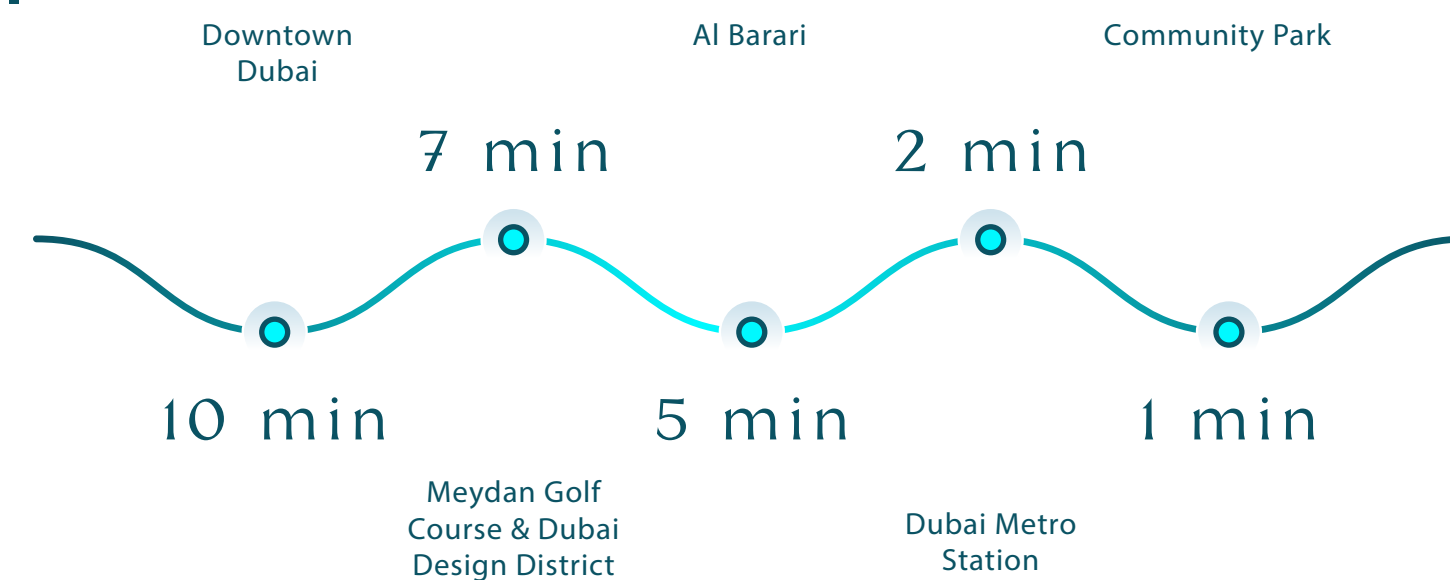 Downtown
Dubai
Al Barari
Community Park
7 min
2 min
10 min
5 min
1 min
Meydan Golf
Course & Dubai
Design District
Dubai Metro
Station